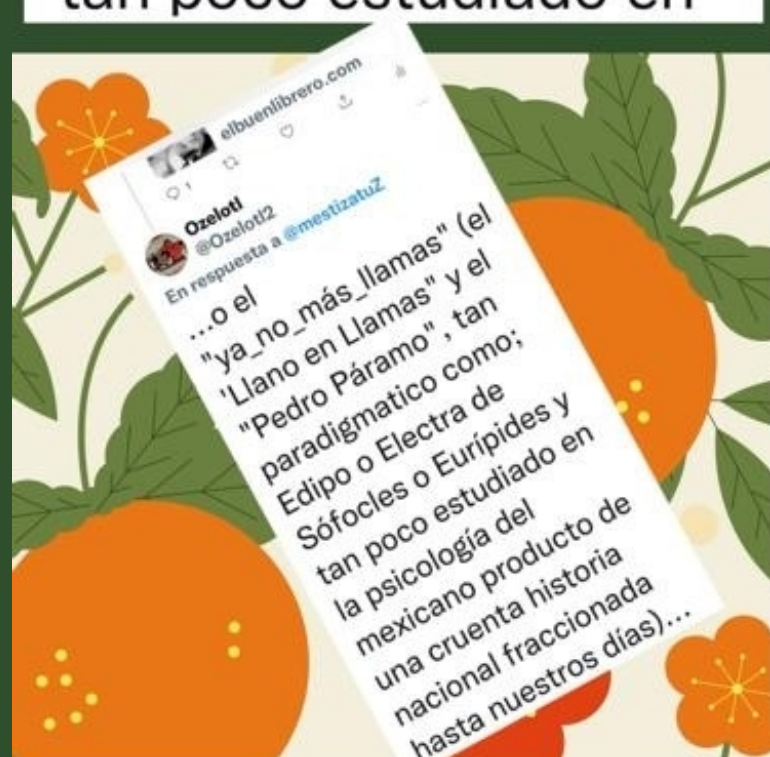 tan poco estudiado en
elbuenlibrero.com
1
Ozelotl
@Ozelotl2
En respuesta a @mestizatuZ
...o el
"ya_no_más_llamas" (el
'Llano en Llamas" y el
"Pedro Páramo" , tan
paradigmatico como;
Edipo o Electra de
Sófocles o Eurípides y
tan poco estudiado en
la psicología del
mexicano producto de
una cruenta historia
nacional fraccionada
hasta nuestros días)...